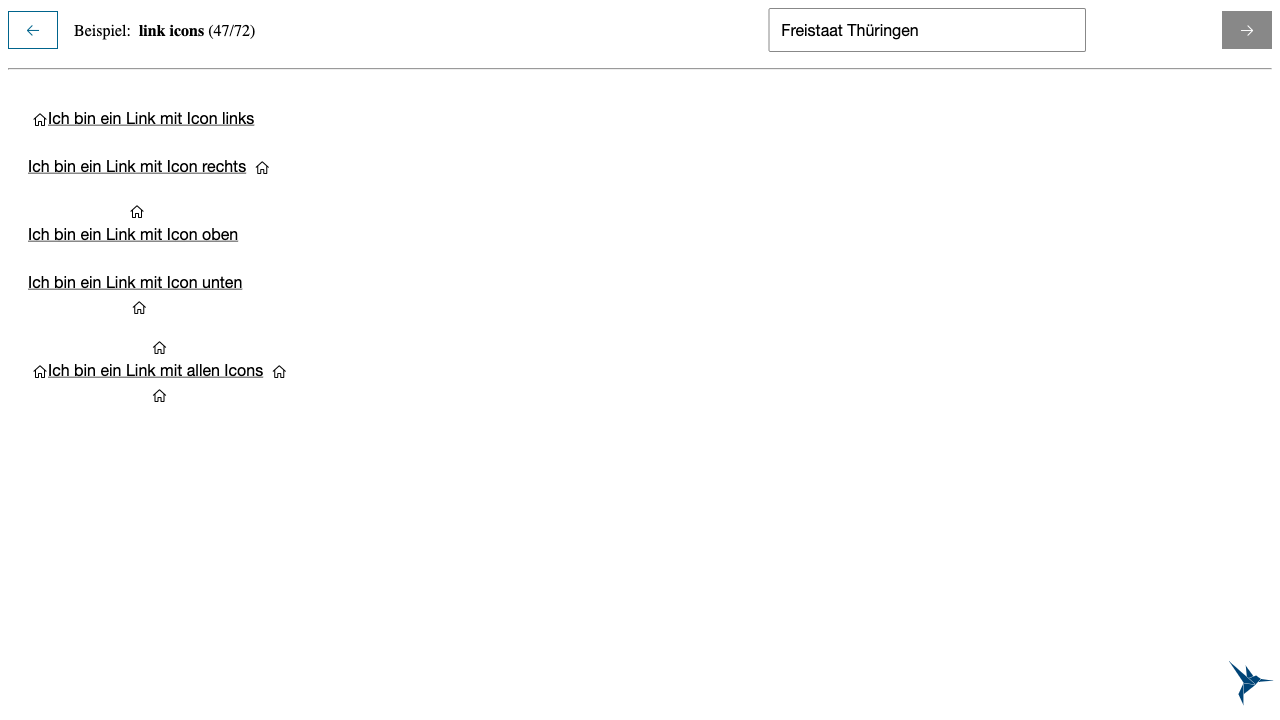 Beispiel: link icons (47/72)
Freistaat Thüringen
Ich bin ein Link mit Icon links
Ich bin ein Link mit Icon rechts
Ich bin ein Link mit Icon oben
Ich bin ein Link mit Icon unten
Ich bin ein Link mit allen Icons